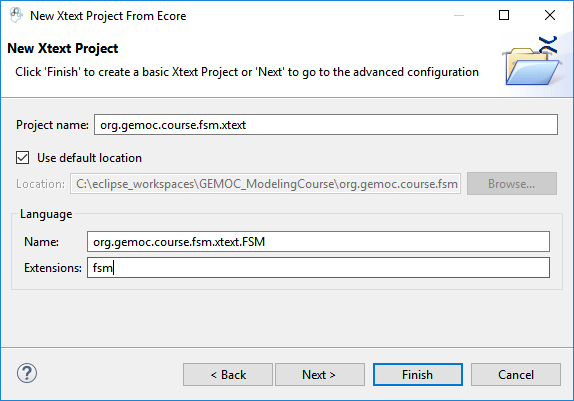 New Xtext Project From Ecore
New Xtext Project
Click 'Finish' to create a basic Xtext Project or 'Next' to go to the advanced configuration
Project name: org.gemoc.course.fsm.xtext
Use default location
Location: C:\eclipse_workspaces\GEMOC_ModelingCourse\org.gemoc.course.fsm Browse...
Language
Name: org.gemoc.course.fsm.xtext.FSM
Extensions: fsm
? < Back Next > Finish Cancel